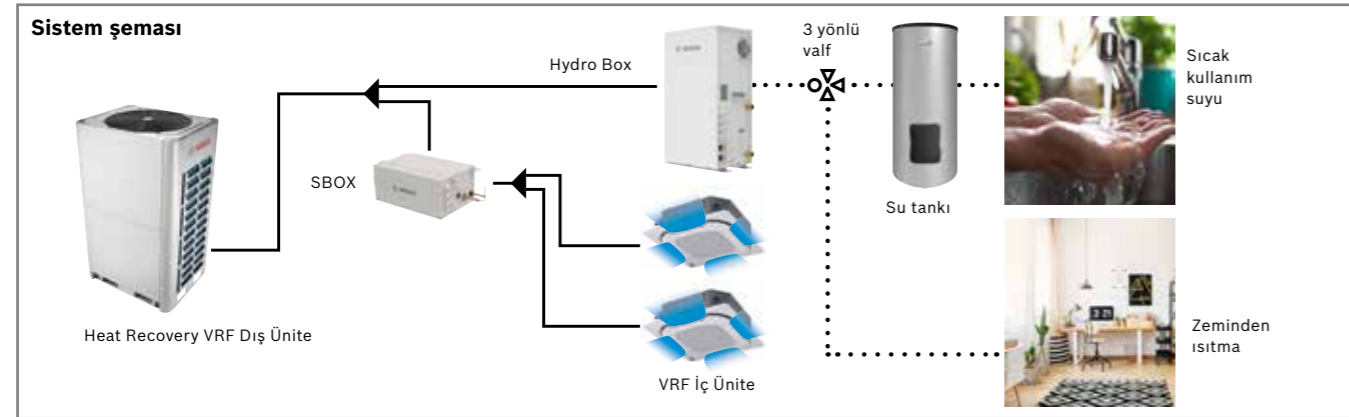 Sistem şeması
3 yönlü
valf
Hydro Box
Sıcak
kullanım
suyu
SBOX
Su tankı
Heat Recovery VRF Dış Ünite
VRF İç Ünite
Zeminden
ısıtma